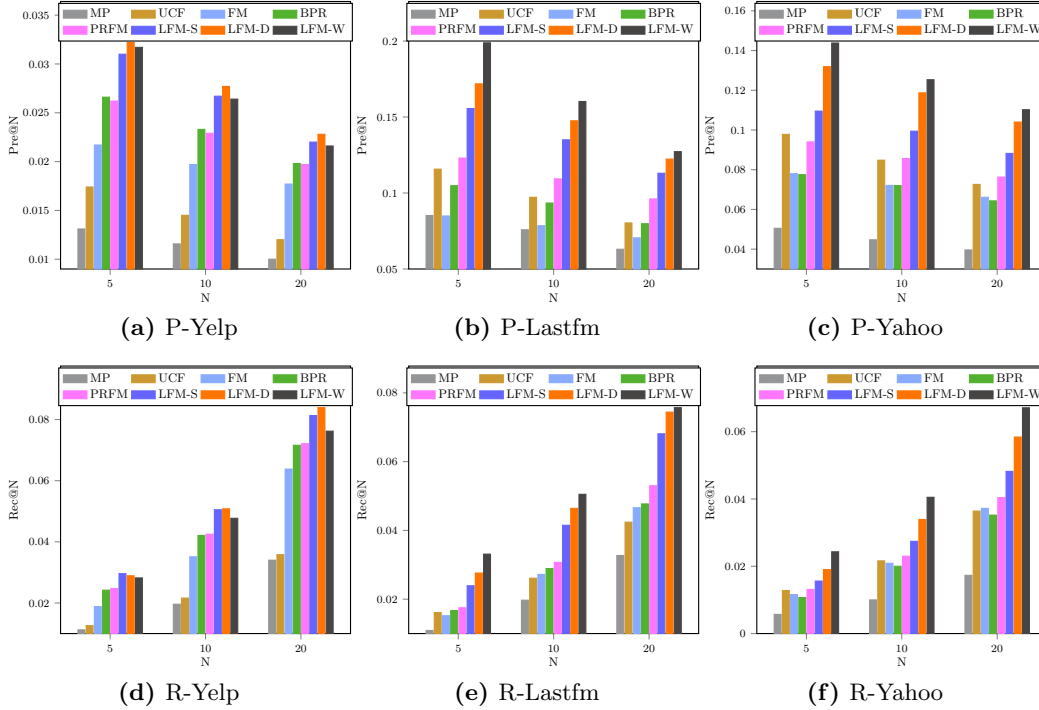 MP UCF FM BPR
PRFM LFM-S LFM-D LFM-W
0.035
0.03
0.025
0.02
0.015
0.01
Pre@N
5 10 20
N
(a) P-Yelp
MP UCF FM BPR
PRFM LFM-S LFM-D LFM-W
0.2
0.15
0.1
0.05
Pre@N
5 10 20
N
(b) P-Lastfm
MP UCF FM BPR
PRFM LFM-S LFM-D LFM-W
0.16
0.14
0.12
0.1
0.08
0.06
0.04
Pre@N
5 10 20
N
(c) P-Yahoo
MP UCF FM BPR
PRFM LFM-S LFM-D LFM-W
0.08
0.06
0.04
0.02
Rec@N
5 10 20
N
(d) R-Yelp
MP UCF FM BPR
PRFM LFM-S LFM-D LFM-W
0.08
0.06
0.04
0.02
Rec@N
5 10 20
N
(e) R-Lastfm
MP UCF FM BPR
PRFM LFM-S LFM-D LFM-W
0.06
0.04
0.02
0
Rec@N
5 10 20
N
(f) R-Yahoo